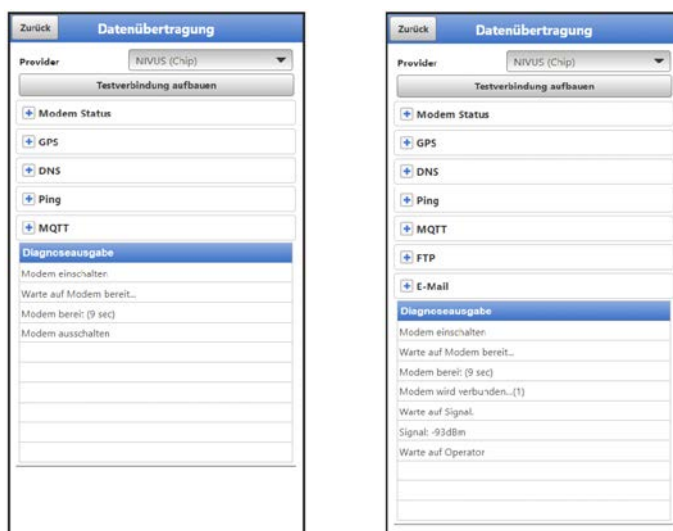 Zurück Datenübertragung
Provider NIVUS (Chip)
Testverbindung aufbauen
Modem Status
GPS
DNS
Ping
MQTT
Diagnoseausgabe
Modem einschalten
Warte auf Modem bereit...
Modem bereit (9 sec)
Modem ausschalten
Zurück Datenübertragung
Provider NIVUS (Chip)
Testverbindung aufbauen
Modem Status
GPS
DNS
Ping
MQTT
FTP
E-Mail
Diagnoseausgabe
Modem einschalten
Warte auf Modem bereit...
Modem bereit (9 sec)
Modem wird verbunden...(1)
Warte auf Signal.
Signal: -93dBm
Warte auf Operator